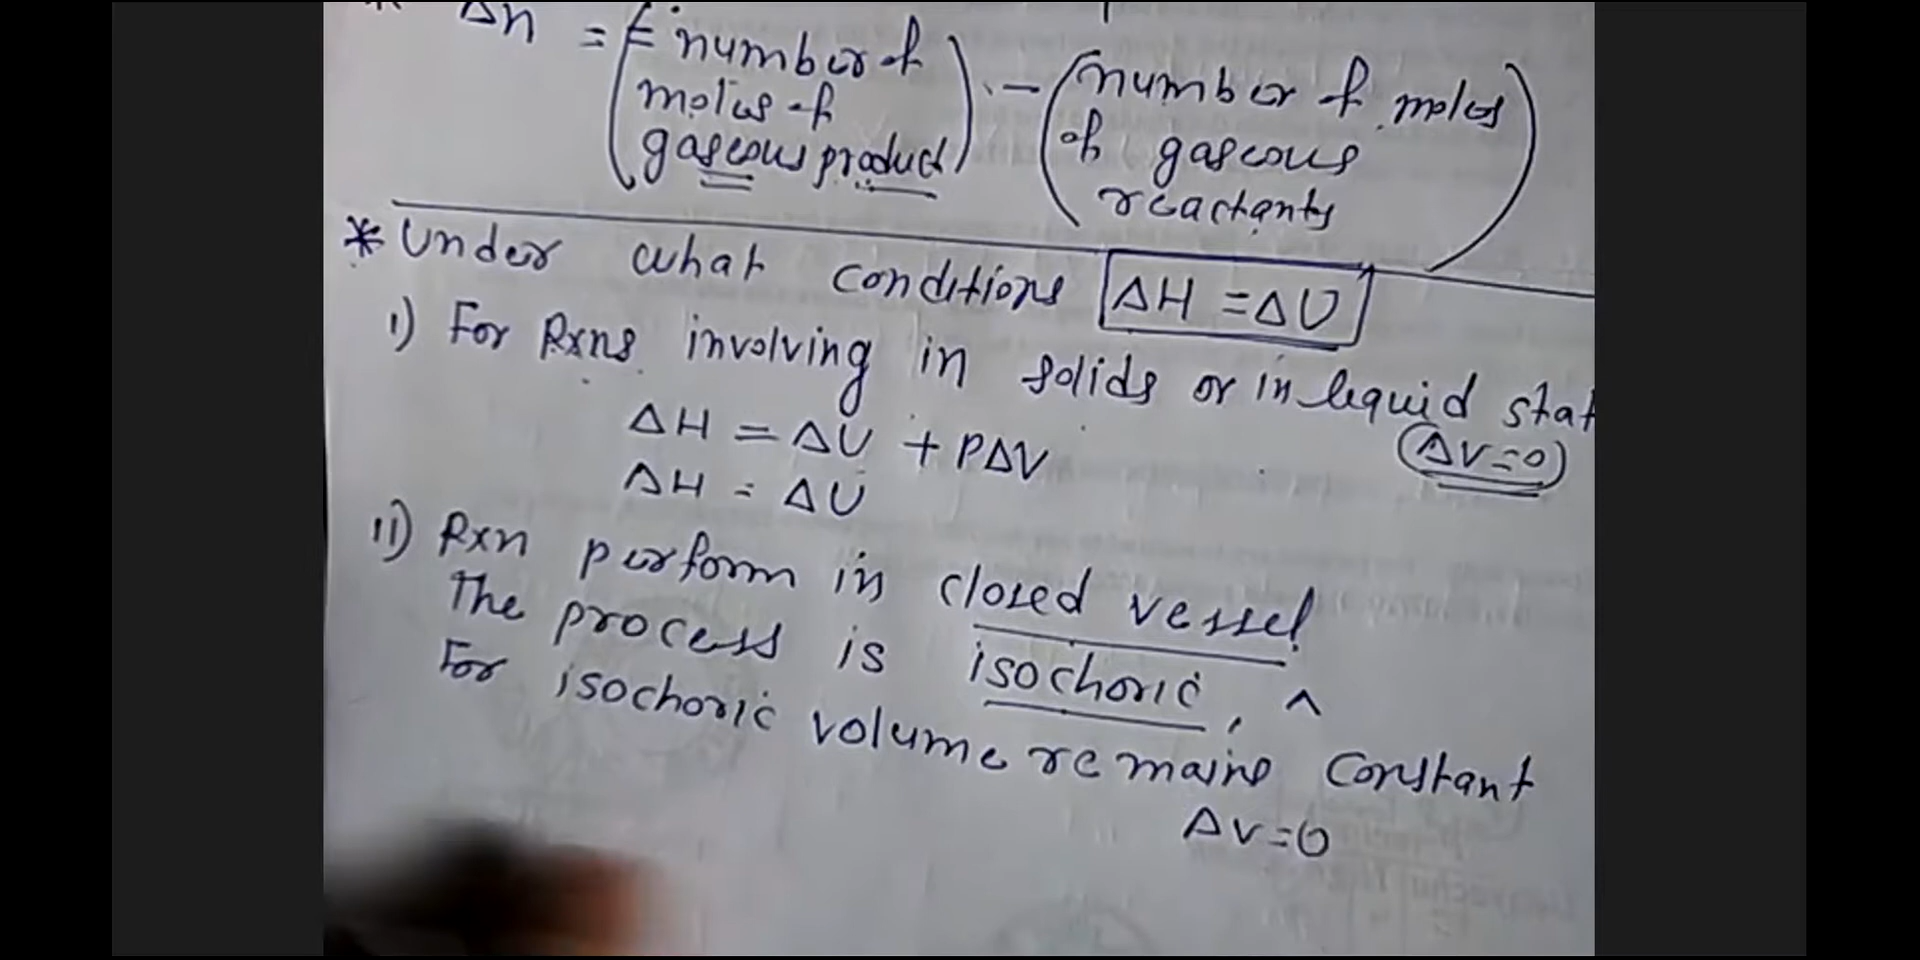 * Δn = (number of moles of gaseous product) - (number of moles of gaseous reactants)
* Under what conditions ΔH = ΔU
i) For Rxns involving in solids or in liquid stat
(ΔV=0)
ΔH = ΔU + PΔV
ΔH = ΔU
ii) Rxn perform in closed vessel.
The process is isochoric, ^
For isochoric volume remains constant
ΔV=0